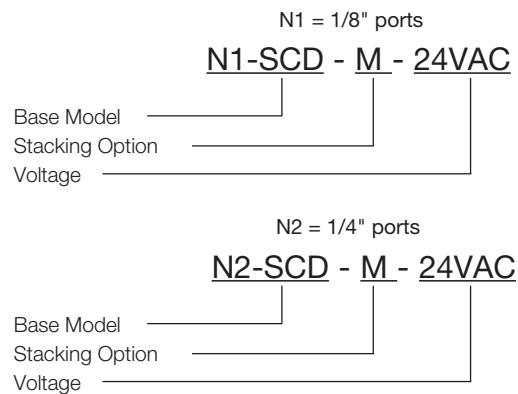 N1 = 1/8" ports
N1-SCD - M - 24VAC
Base Model
Stacking Option
Voltage
N2 = 1/4" ports
N2-SCD - M - 24VAC
Base Model
Stacking Option
Voltage